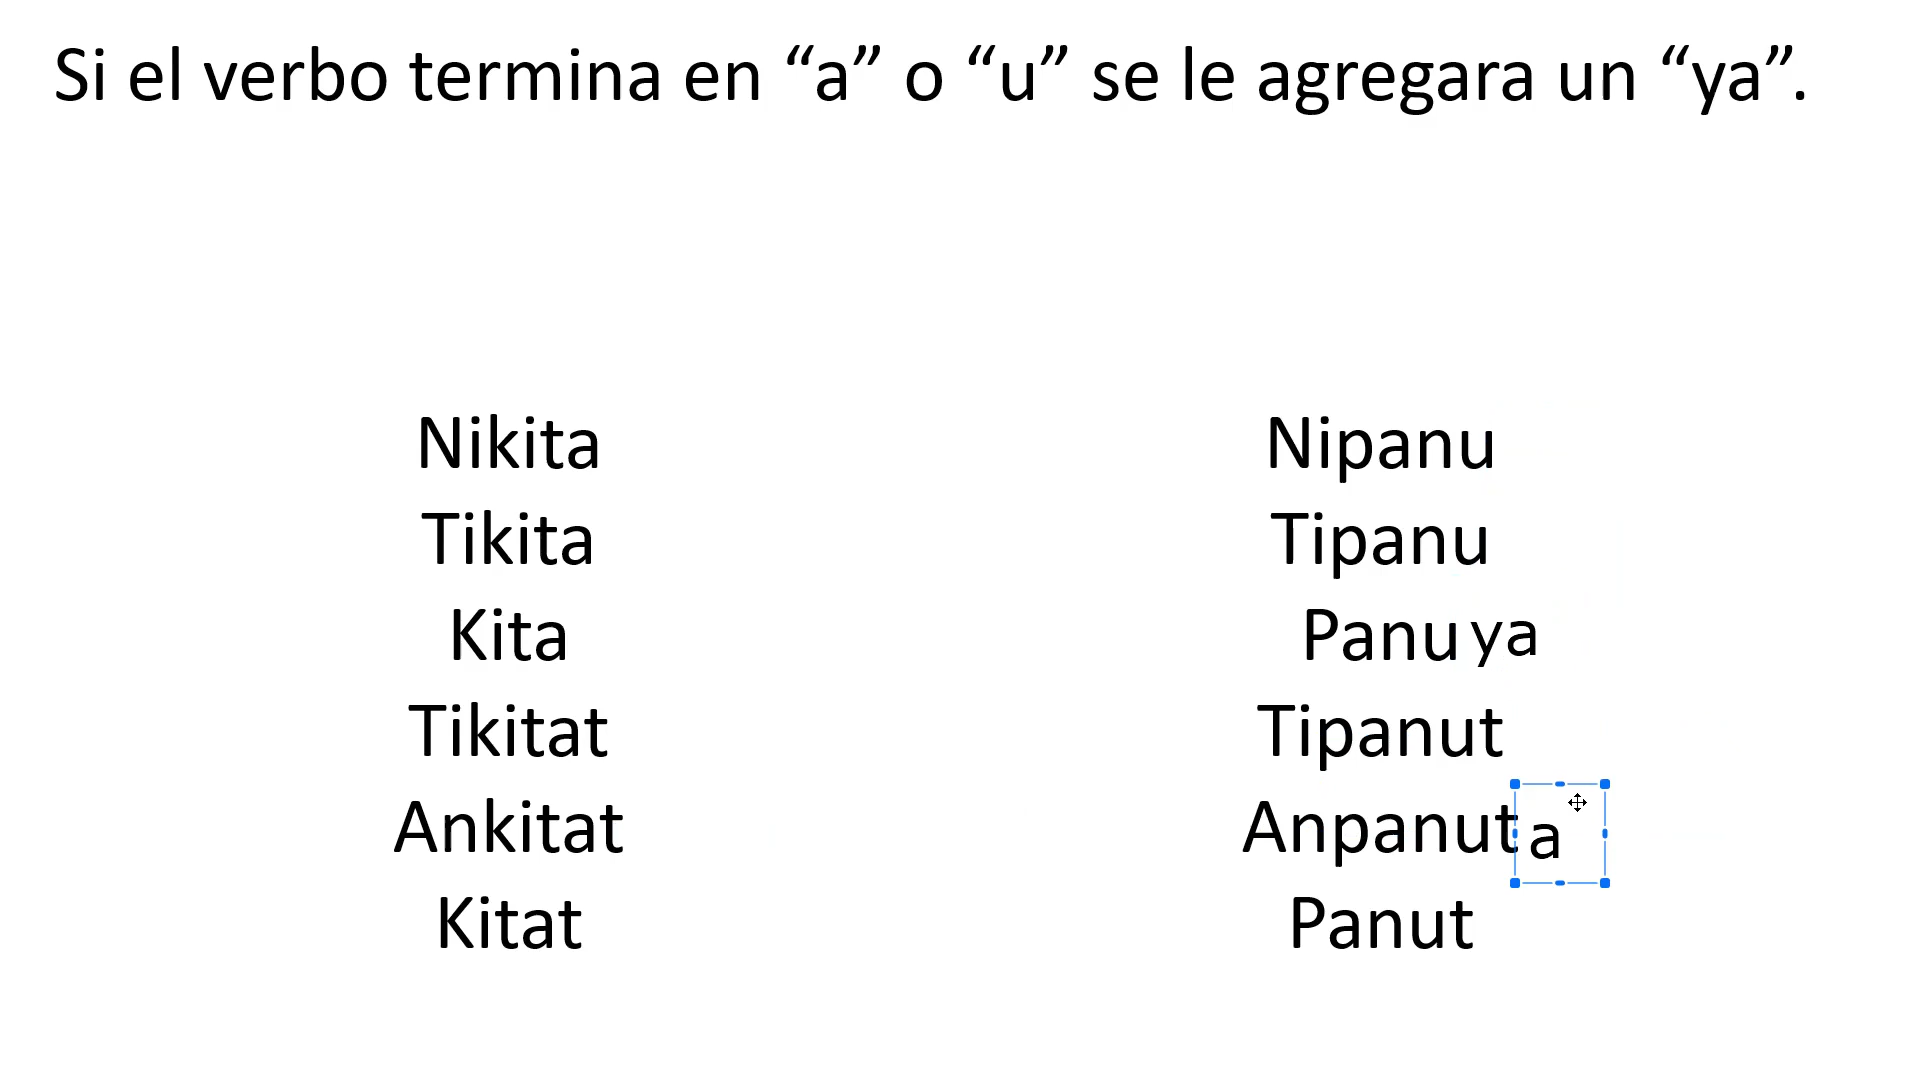 Si el verbo termina en “a” o “u” se le agregara un “ya”.
Nikita
Tikita
Kita
Tikitat
Ankitat
Kitat
Nipanu
Tipanu
Panu ya
Tipanut
Anpanut a
Panut